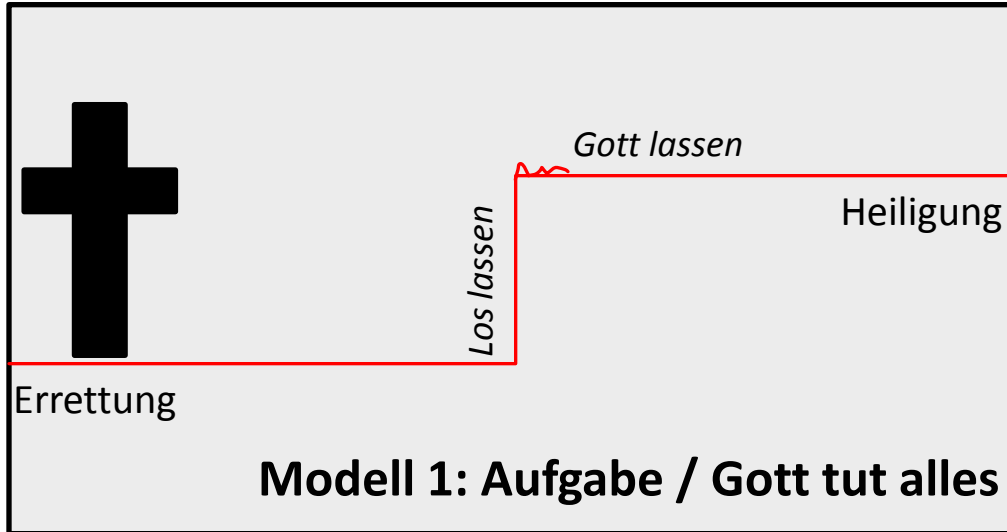 Gott lassen
Heiligung
Los lassen
Errettung
Modell 1: Aufgabe / Gott tut alles